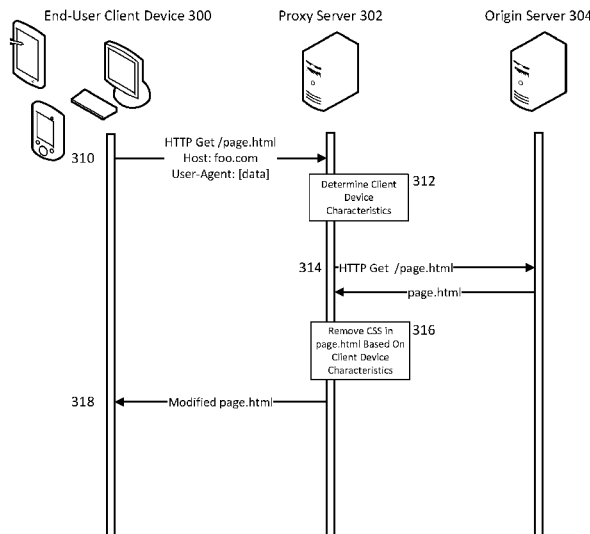 End-User Client Device 300
Proxy Server 302
Origin Server 304
310
HTTP Get /page.html
Host: foo.com
User-Agent: [data]
312
Determine Client
Device
Characteristics
314
HTTP Get /page.html
page.html
316
Remove CSS in
page.html Based On
Client Device
Characteristics
318
Modified page.html